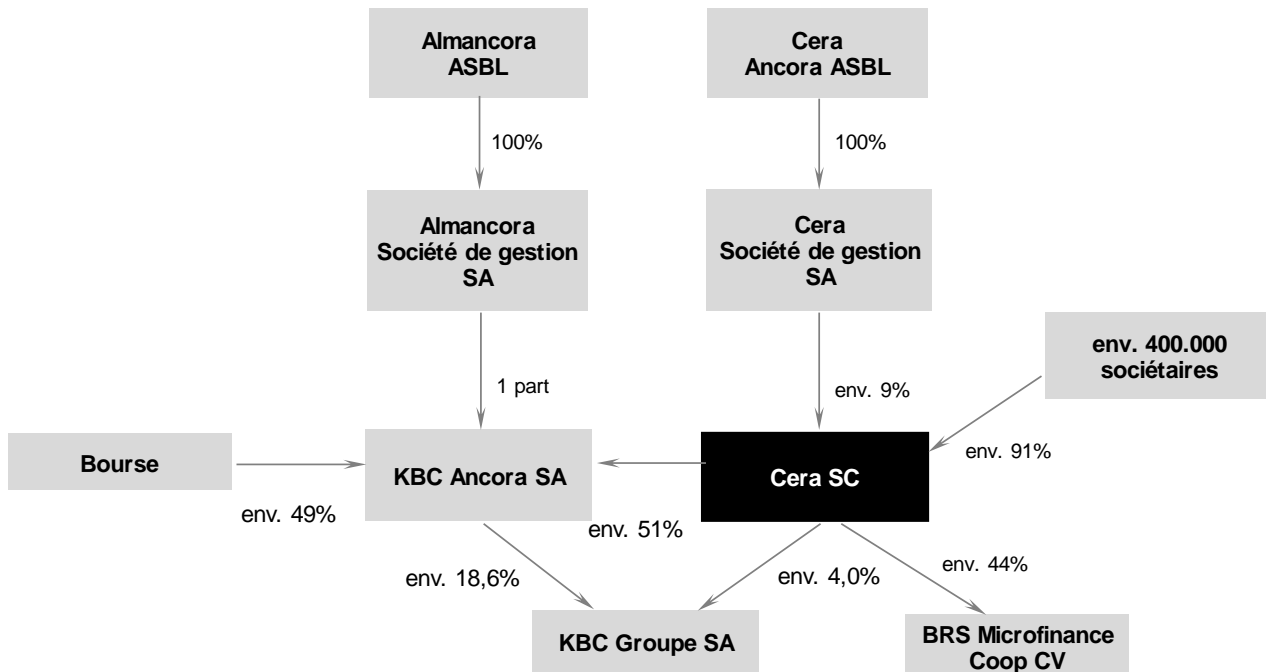 Almancora
ASBL
Cera
Ancora ASBL
100%
100%
Almancora
Société de gestion
SA
Cera
Société de gestion
SA
env. 400.000
sociétaires
1 part
env. 9%
env. 91%
Bourse
KBC Ancora SA
Cera SC
env. 49%
env. 51%
env. 18,6%
env. 4,0%
env. 44%
KBC Groupe SA
BRS Microfinance
Coop CV